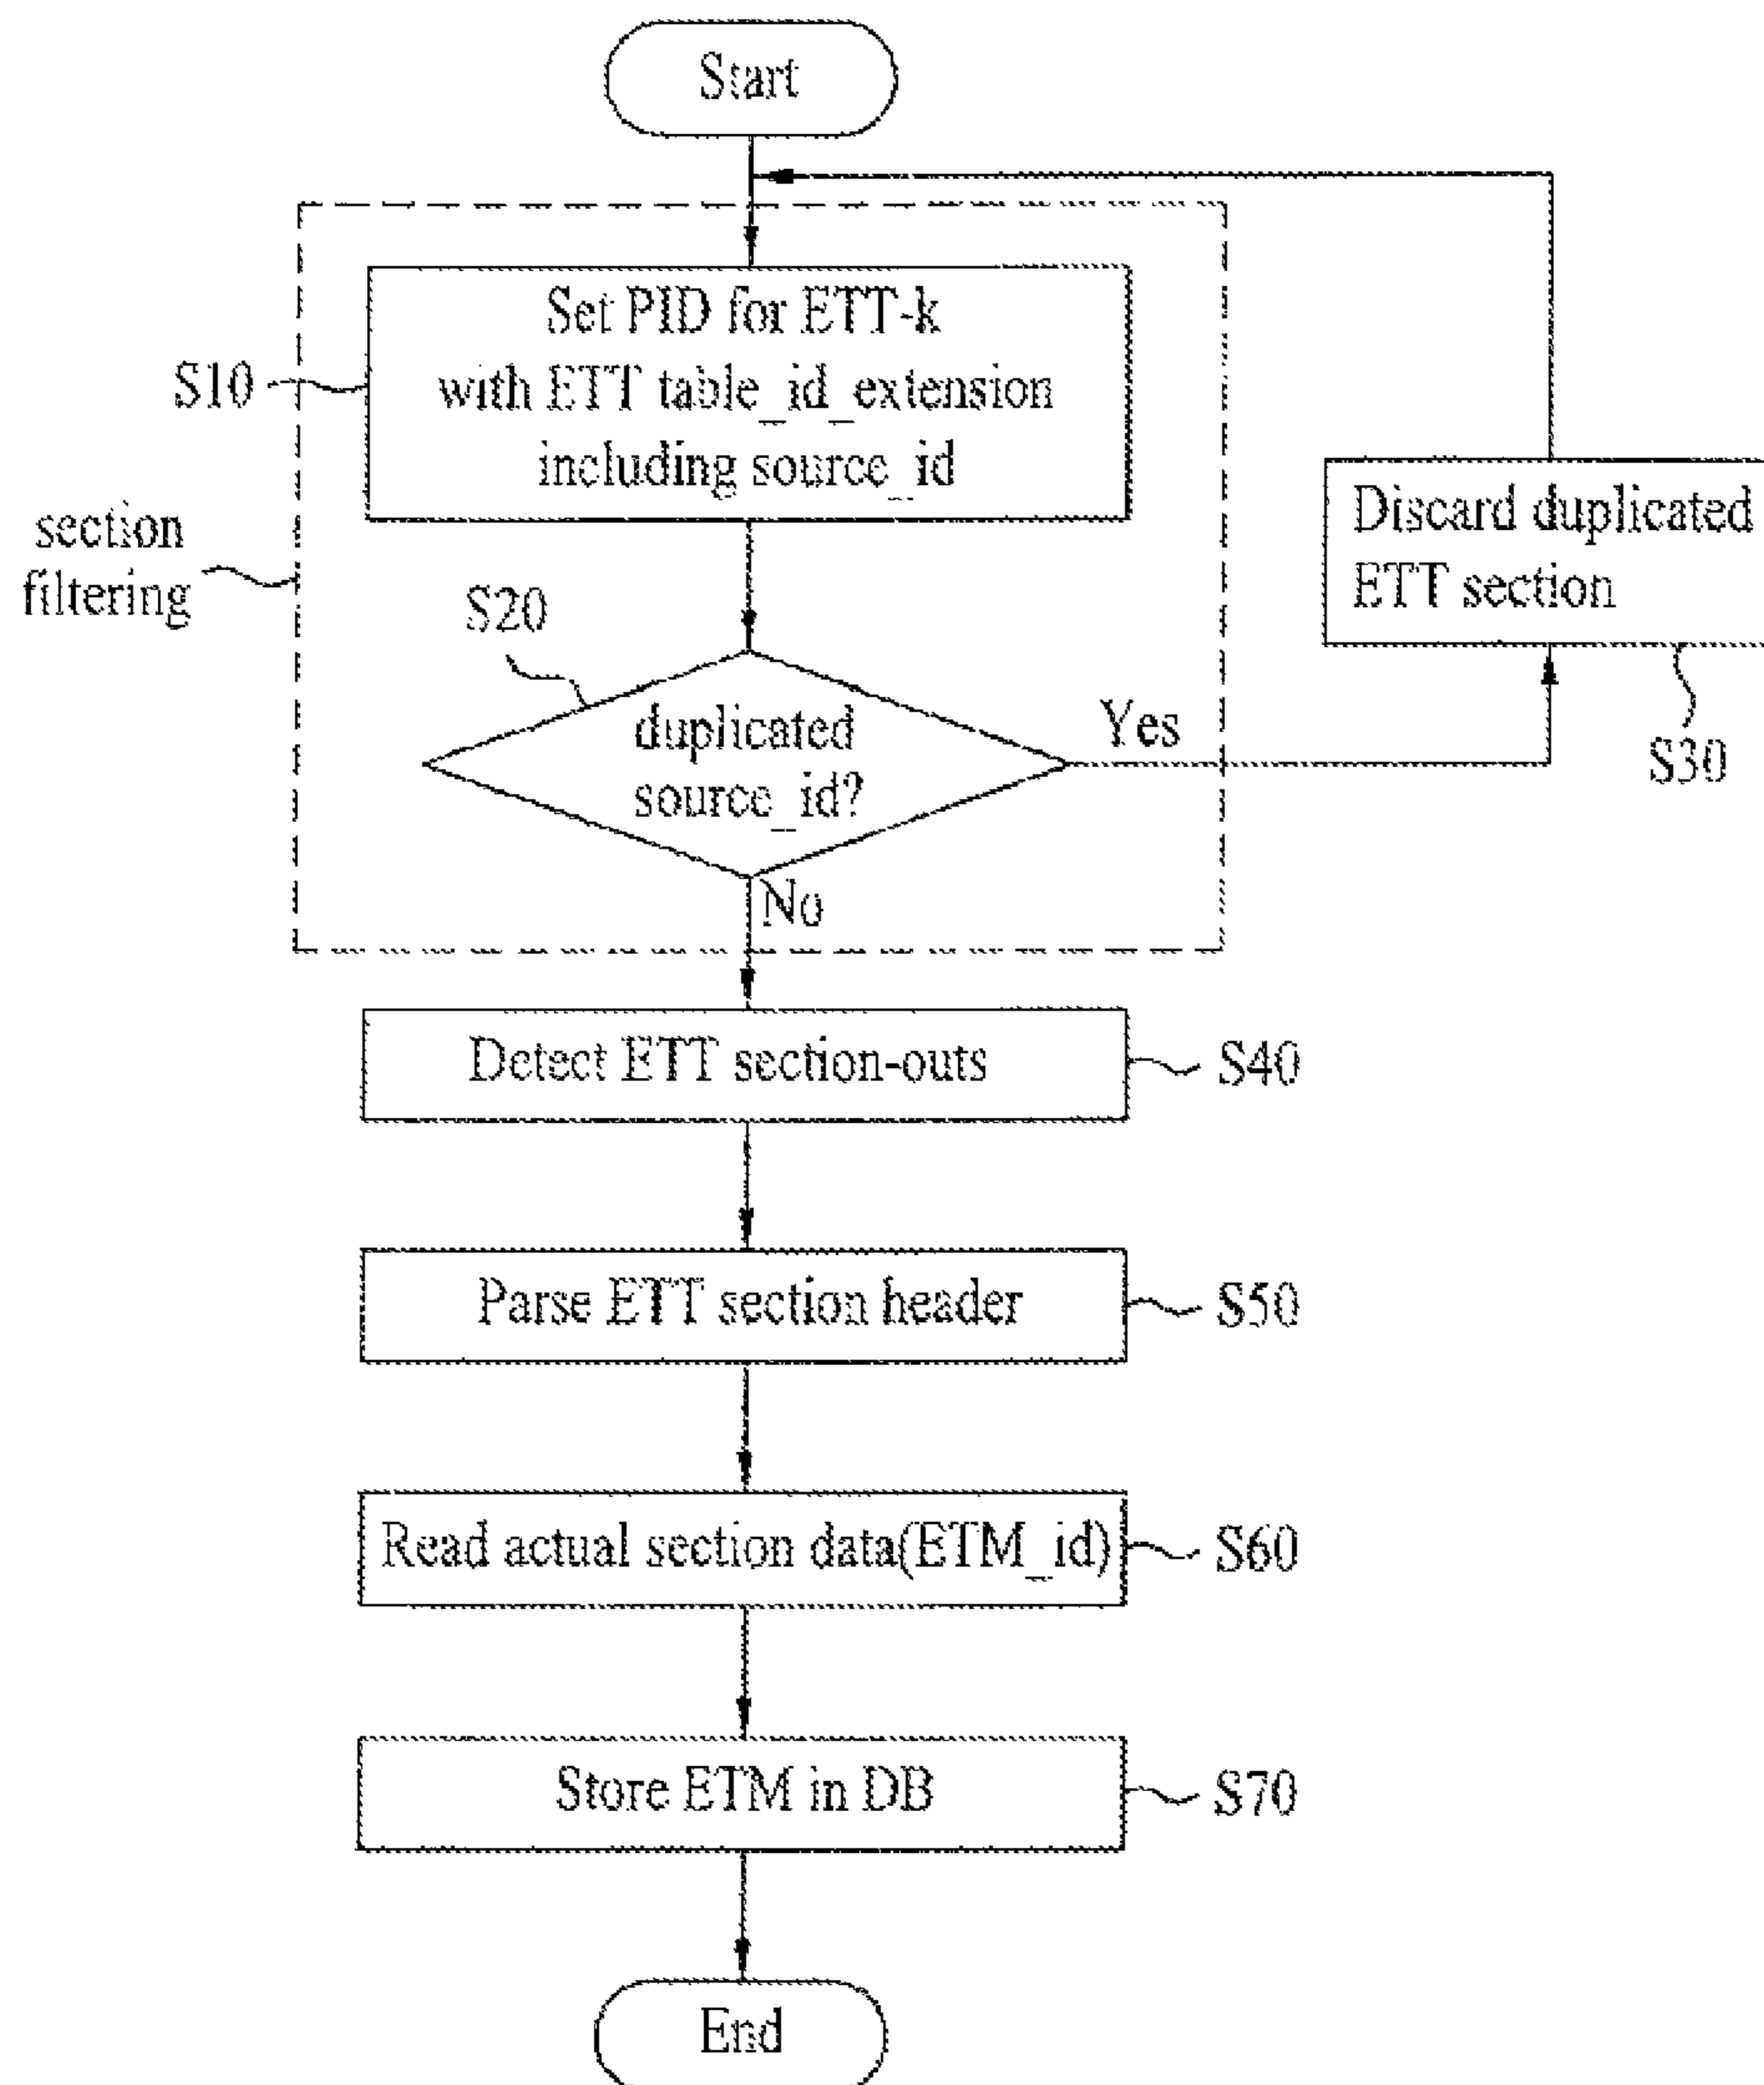 Start
Set PID for ETT-k
with ETT table_id_extension
including source_id
S10
section
filtering
Discard duplicated
ETT section
S30
S20
duplicated
source_id?
Yes
No
Detect ETT section-outs
S40
Parse ETT section header
S50
Read actual section data(ETM_id)
S60
Store ETM in DB
S70
End